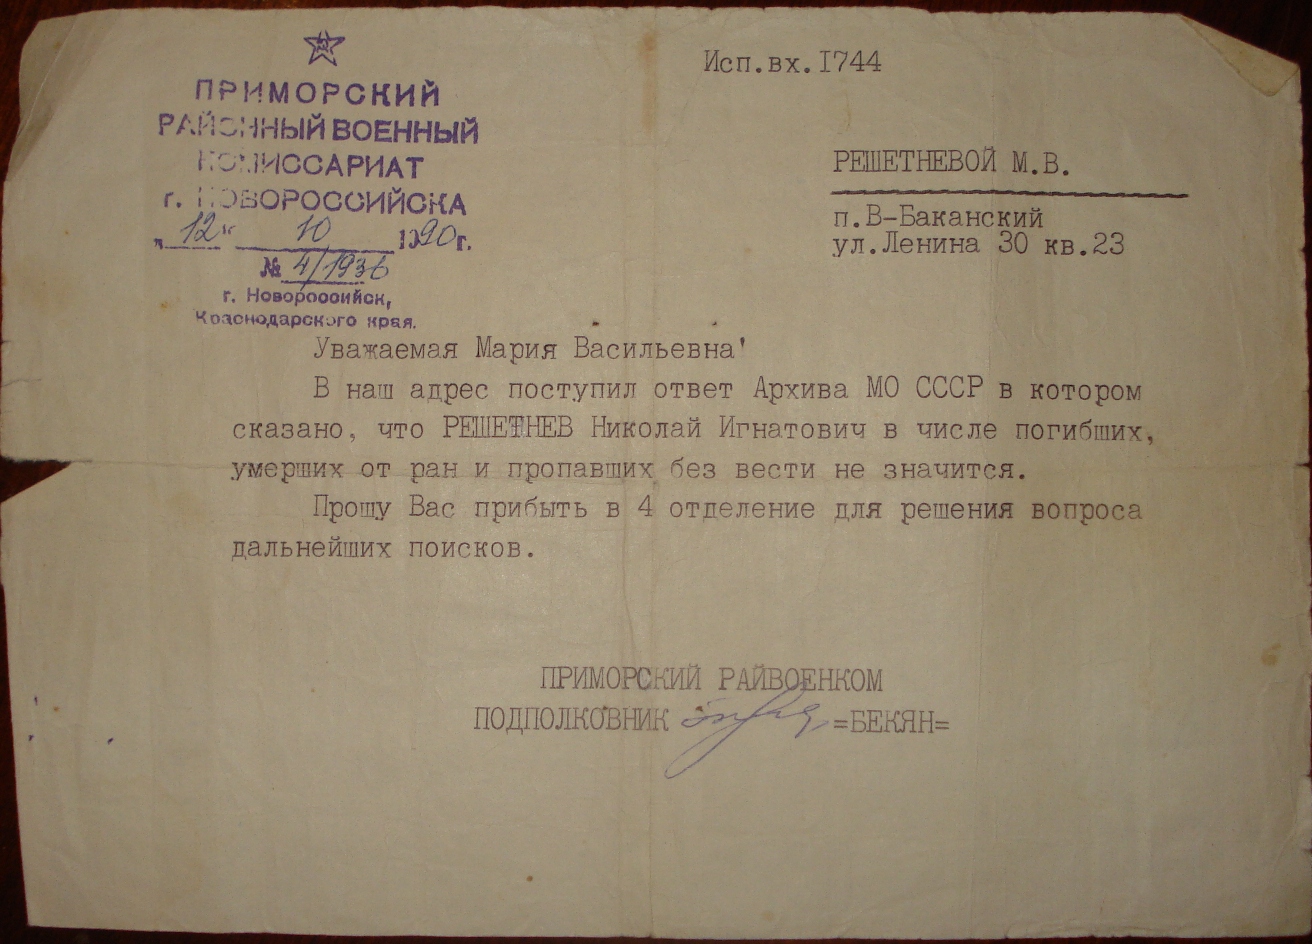 ПРИМОРСКИЙ
РАЙОННЫЙ ВОЕННЫЙ
КОМИССАРИАТ
г. НОВОРОССИЙСКА
„12" 10 1990г.
№ 4/1936
г. Новороссийск,
Краснодарского края.
Исп.вх.I744
РЕШЕТНЕВОЙ М.В.
п.В-Баканский
ул.Ленина 30 кв.23
Уважаемая Мария Васильевна'
В наш адрес поступил ответ Архива МО СССР в котором
сказано, что РЕШЕТНЕВ Николай Игнатович в числе погибших,
умерших от ран и пропавших без вести не значится.
Прошу Вас прибыть в 4 отделение для решения вопроса
дальнейших поисков.
ПРИМОРСКИЙ РАЙВОЕНКОМ
ПОДПОЛКОВНИК =БЕКЯН=